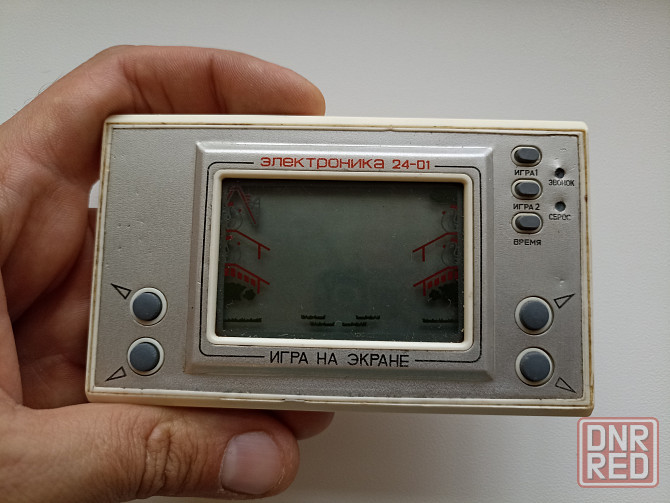 электроника 24-01
ИГРА 1
ЗВОНОК
ИГРА 2
СБРОС
ВРЕМЯ
ИГРА НА ЭКРАНЕ
DNR
RED